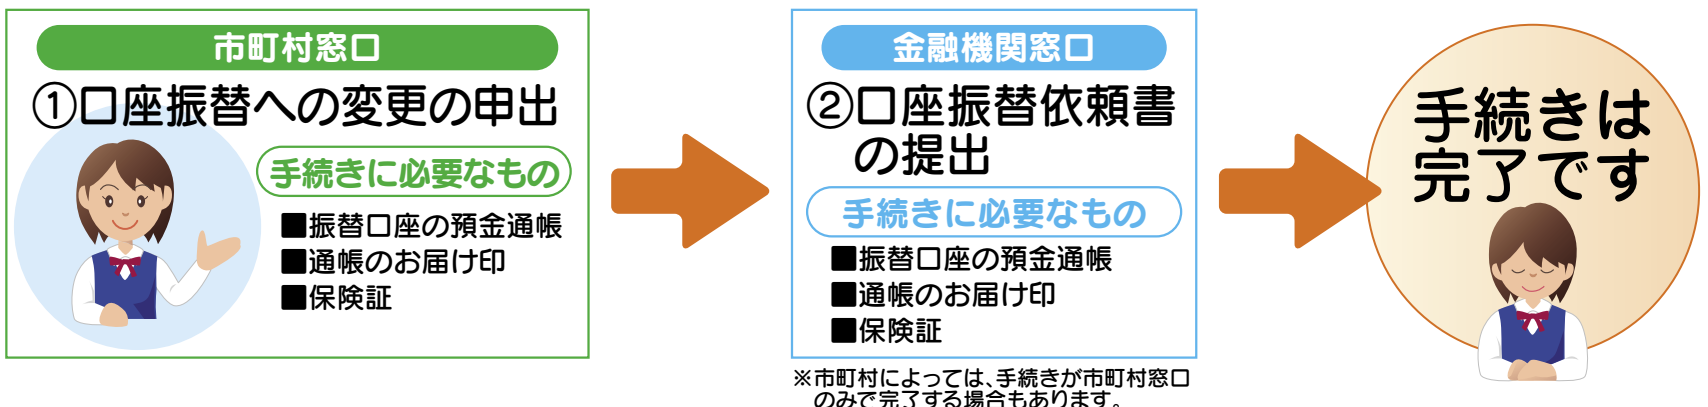 市町村窓口
①口座振替への変更の申出
手続きに必要なもの
■振替口座の預金通帳
■通帳のお届け印
■保険証
金融機関窓口
②口座振替依頼書
の提出
手続きに必要なもの
■振替口座の預金通帳
■通帳のお届け印
■保険証
※市町村によっては、手続きが市町村窓口
のみで完了する場合もあります。
手続きは
完了です